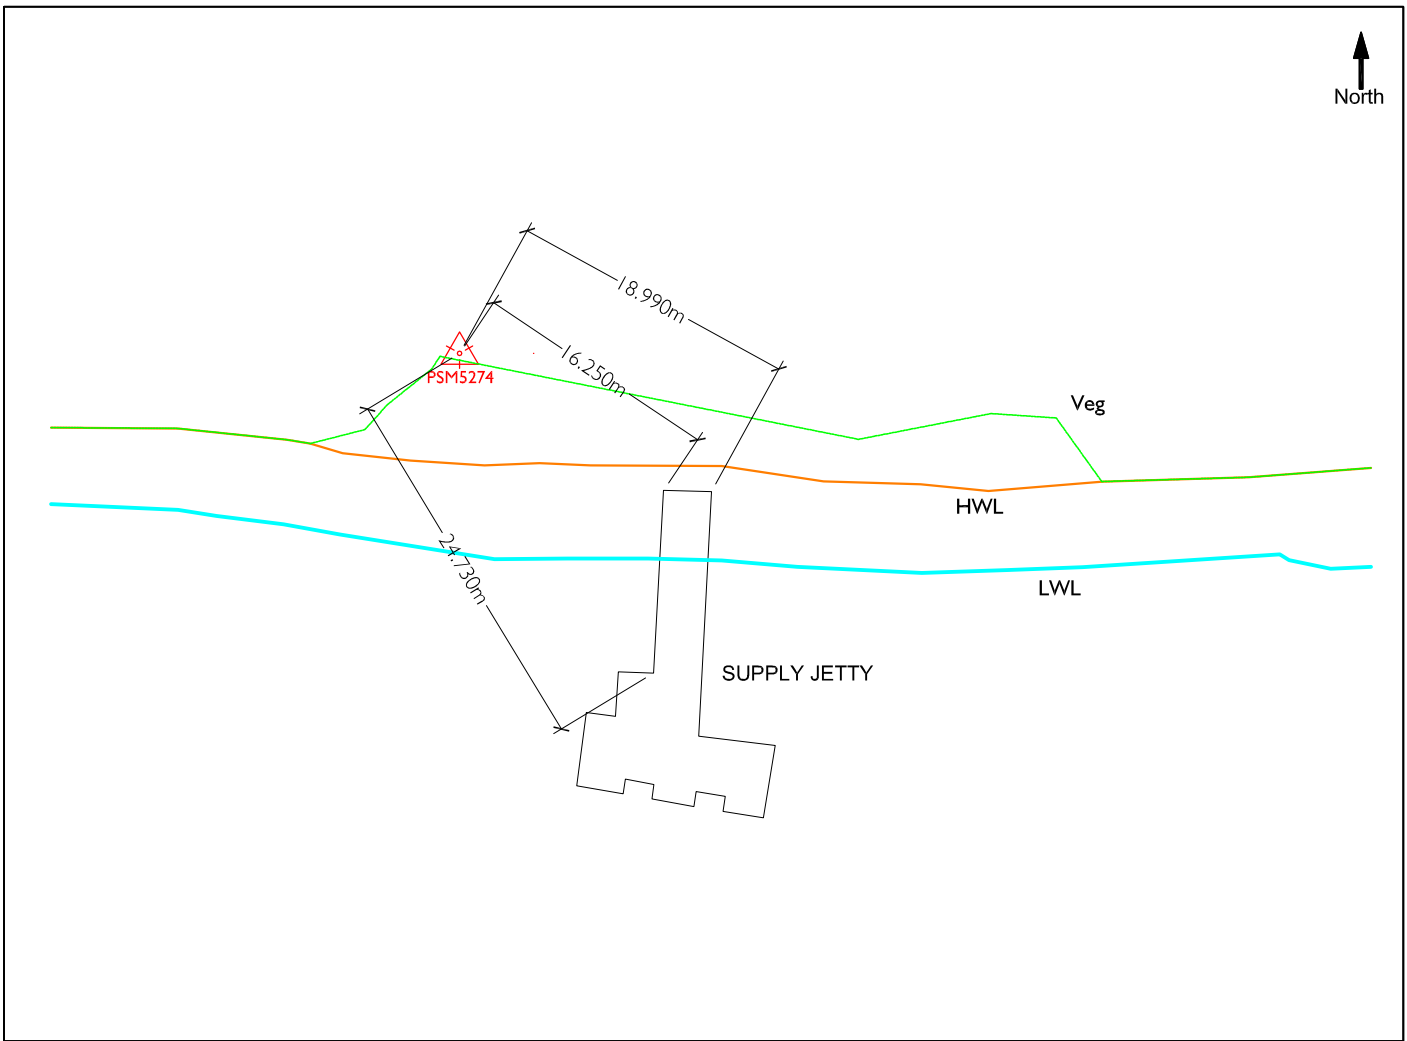 North
18.990m
16.250m
PSM5274
Veg
HWL
24.730m
LWL
SUPPLY JETTY